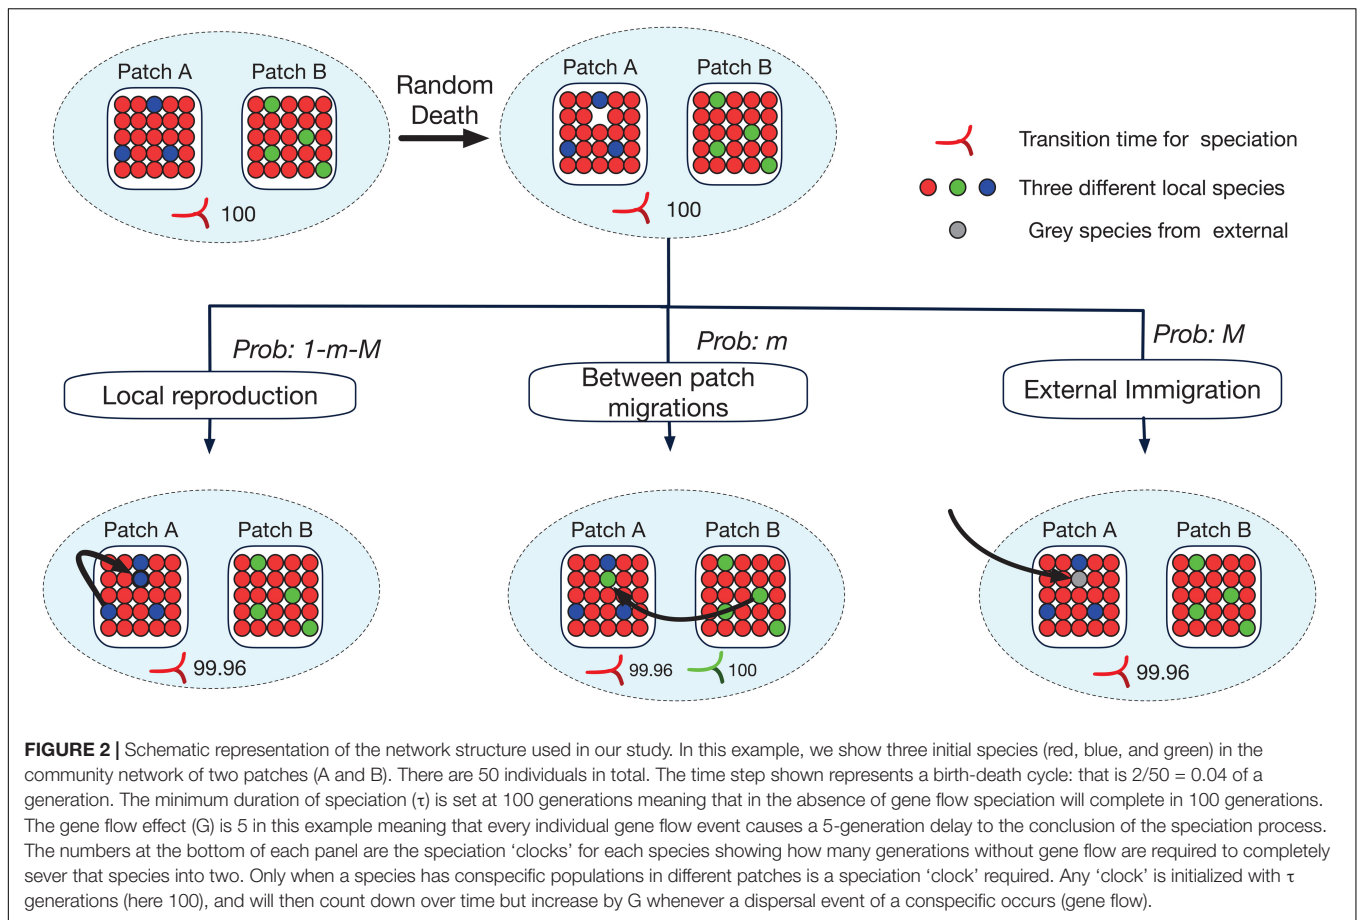 Patch A
Patch B
100
Random
Death
Patch A
Patch B
100
Transition time for speciation
Three different local species
Grey species from external
Prob: 1-m-M
Local reproduction
Prob: m
Between patch
migrations
Prob: M
External Immigration
Patch A
Patch B
99.96
Patch A
Patch B
99.96
100
Patch A
Patch B
99.96
FIGURE 2 | Schematic representation of the network structure used in our study. In this example, we show three initial species (red, blue, and green) in the
community network of two patches (A and B). There are 50 individuals in total. The time step shown represents a birth-death cycle: that is 2/50 = 0.04 of a
generation. The minimum duration of speciation (τ) is set at 100 generations meaning that in the absence of gene flow speciation will complete in 100 generations.
The gene flow effect (G) is 5 in this example meaning that every individual gene flow event causes a 5-generation delay to the conclusion of the speciation process.
The numbers at the bottom of each panel are the speciation ‘clocks’ for each species showing how many generations without gene flow are required to completely
sever that species into two. Only when a species has conspecific populations in different patches is a speciation ‘clock’ required. Any ‘clock’ is initialized with τ
generations (here 100), and will then count down over time but increase by G whenever a dispersal event of a conspecific occurs (gene flow).